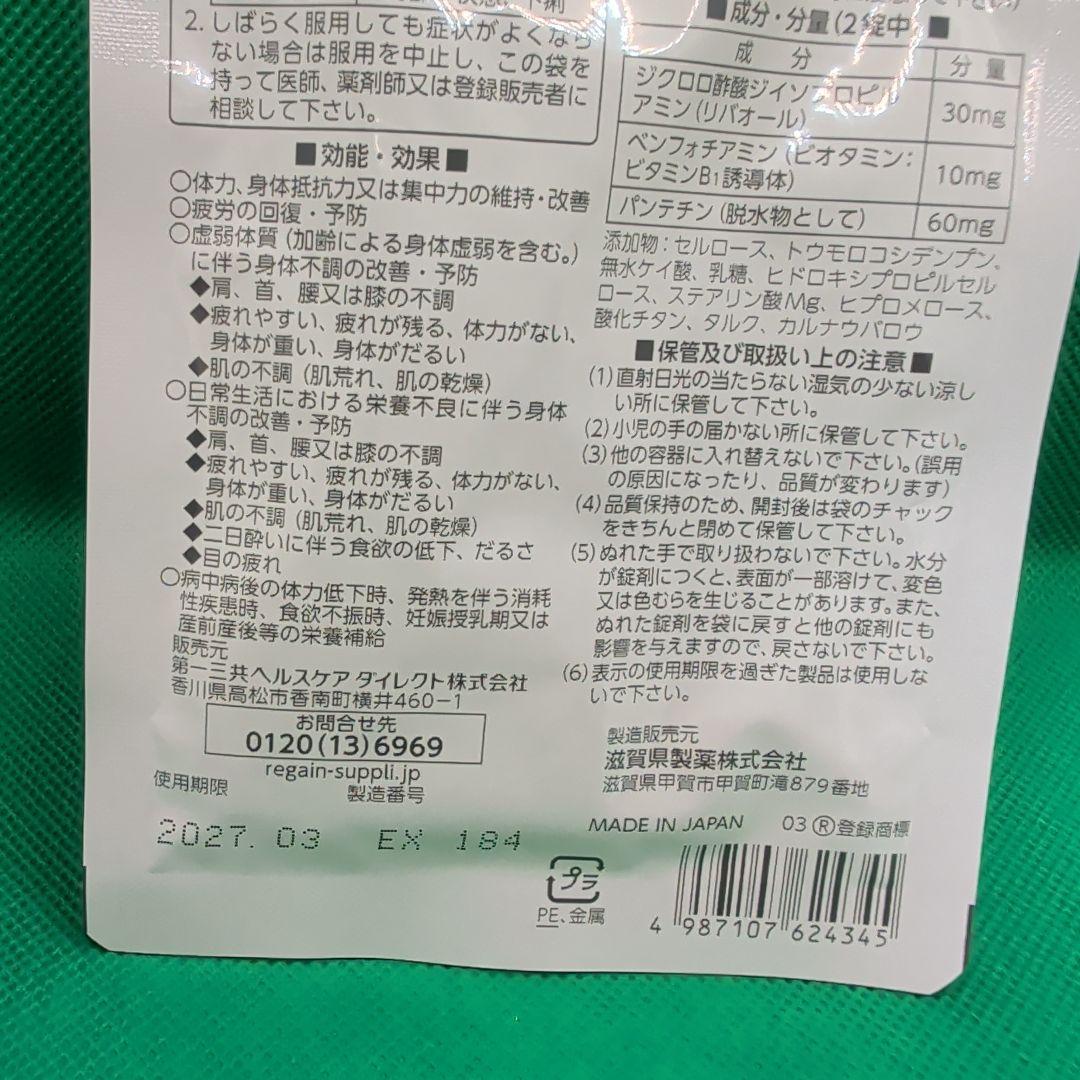 2. しばらく服用しても症状がよくなら
ない場合は服用を中止し、この袋を
持って医師、薬剤師又は登録販売者に
相談して下さい。
■効能・効果■
○体力、身体抵抗力又は集中力の維持・改善
○疲労の回復・予防
○虚弱体質(加齢による身体虚弱を含む。)
に伴う身体不調の改善・予防
◆肩、首、腰又は膝の不調
◆疲れやすい、疲れが残る、体力がない、
身体が重い、身体がだるい
◆肌の不調(肌荒れ、肌の乾燥)
○日常生活における栄養不良に伴う身体
不調の改善・予防
◆肩、首、腰又は膝の不調
◆疲れやすい、疲れが残る、体力がない、
身体が重い、身体がだるい
◆肌の不調(肌荒れ、肌の乾燥)
◆二日酔いに伴う食欲の低下、だるさ
◆目の疲れ
○病中病後の体力低下時、発熱を伴う消耗
性疾患時、食欲不振時、妊娠授乳期又は
産前産後等の栄養補給
販売元
第一三共ヘルスケア ダイレクト株式会社
香川県高松市香南町横井460-1
お問合せ先
0120(13)6969
regain-suppli.jp
使用期限
製造番号
2027.03 EX 184
■成分・分量(2錠中)■
成分 分量
ジクロロ酢酸ジイソプロピル
アミン(リバオール) 30mg
ベンフォチアミン(ビオタミン:
ビタミンB1誘導体) 10mg
パンテチン(脱水物として) 60mg
添加物:セルロース、トウモロコシデンプン、
無水ケイ酸、乳糖、ヒドロキシプロピルセル
ロース、ステアリン酸Mg、ヒプロメロース、
酸化チタン、タルク、カルナウバロウ
■保管及び取扱い上の注意■
(1)直射日光の当たらない湿気の少ない涼し
い所に保管して下さい。
(2)小児の手の届かない所に保管して下さい。
(3)他の容器に入れ替えないで下さい。(誤用
の原因になったり、品質が変わります)
(4)品質保持のため、開封後は袋のチャック
をきちんと閉めて保管して下さい。
(5)ぬれた手で取り扱わないで下さい。水分
が錠剤につくと、表面が一部溶けて、変色
又は色むらを生じることがあります。また、
ぬれた錠剤を袋に戻すと他の錠剤にも
影響を与えますので、戻さないで下さい。
(6)表示の使用期限を過ぎた製品は使用しな
いで下さい。
製造販売元
滋賀県製薬株式会社
滋賀県甲賀市甲賀町滝879番地
MADE IN JAPAN 03 Ⓡ登録商標
プラ
PE、金属
4 987107 624345